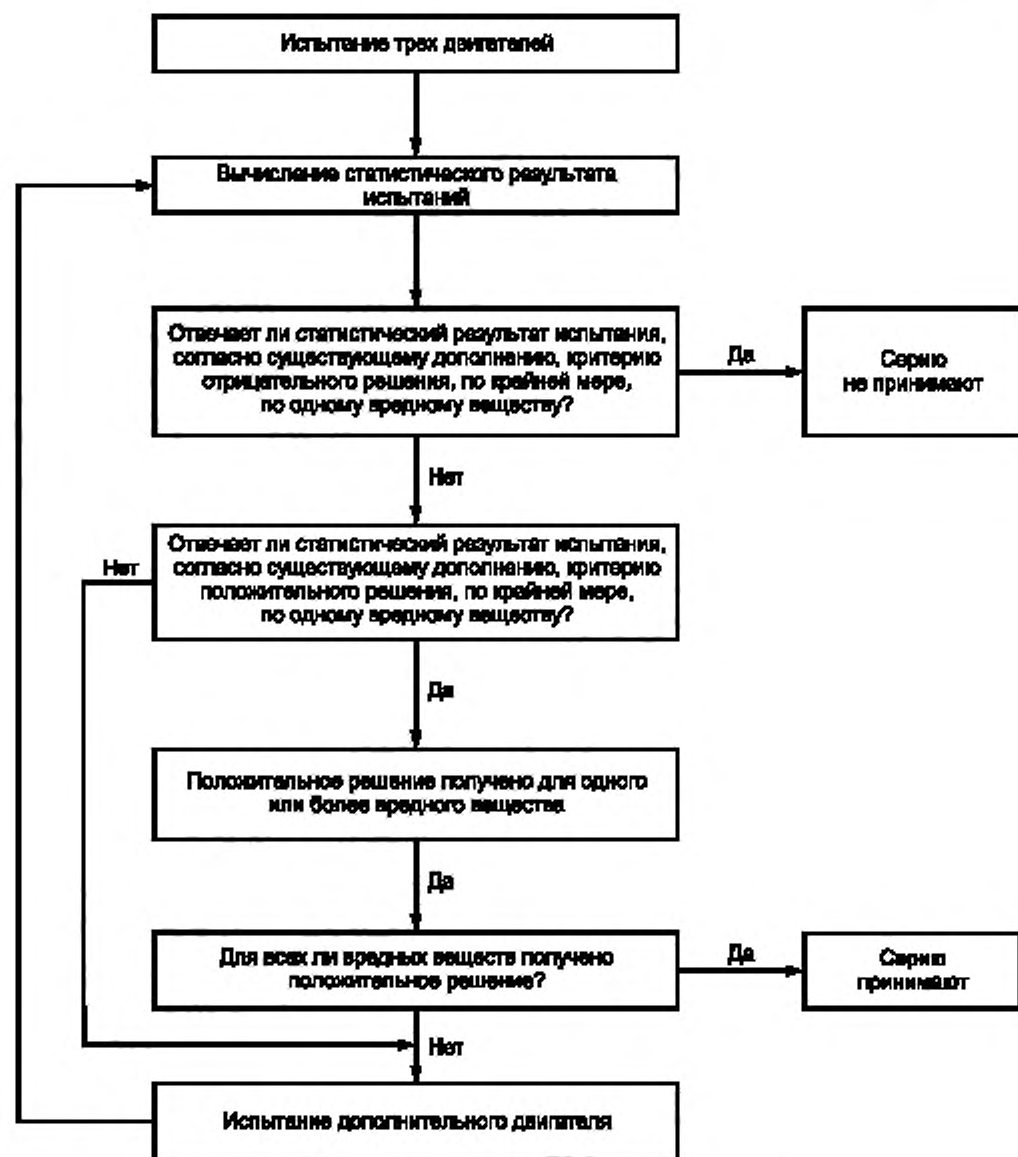 Испытание трех двигателей
Вычисление статистического результата
испытаний
Отвечает ли статистический результат испытания,
согласно существующему дополнению, критерию
отрицательного решения, по крайней мере,
по одному вредному веществу?
Да
Серию
не принимают
Нет
Отвечает ли статистический результат испытания,
согласно существующему дополнению, критерию
положительного решения, по крайней мере,
по одному вредному веществу?
Нет
Да
Положительное решение получено для одного
или более вредного вещества
Да
Для всех ли вредных веществ получено
положительное решение?
Да
Серию
принимают
Нет
Испытание дополнительного двигателя